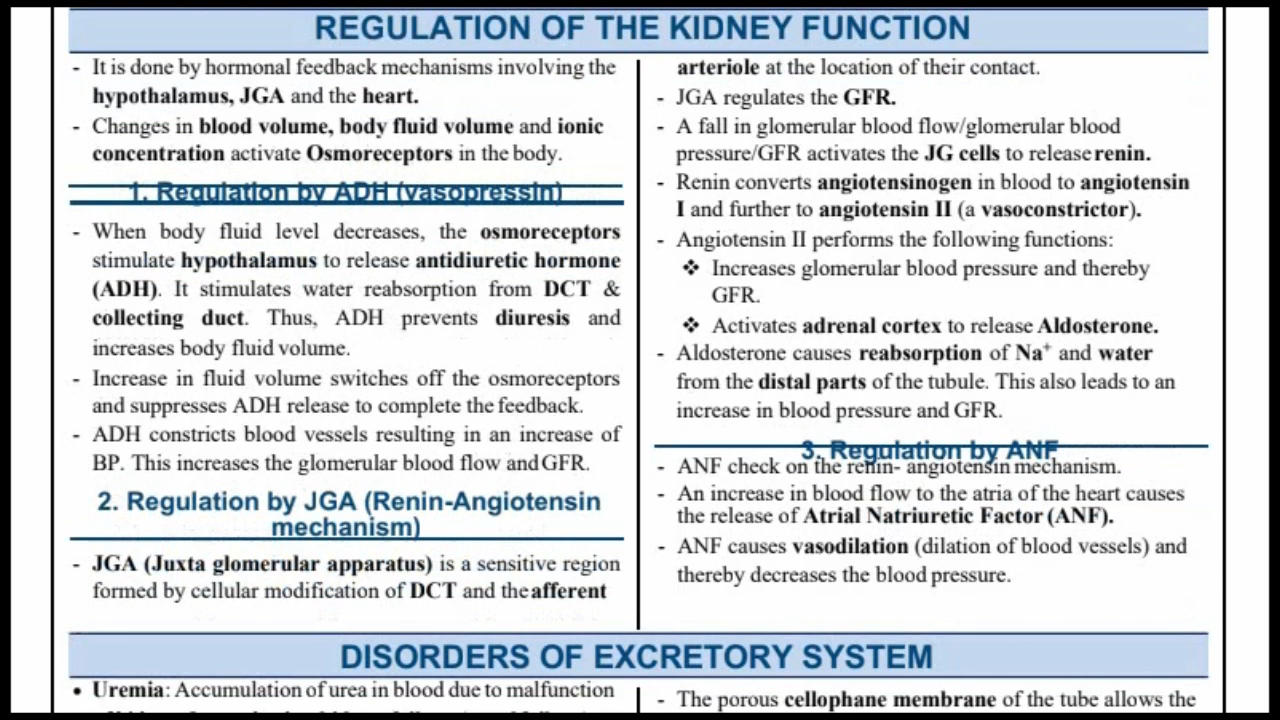 REGULATION OF THE KIDNEY FUNCTION
- It is done by hormonal feedback mechanisms involving the
hypothalamus, JGA and the heart.
- Changes in blood volume, body fluid volume and ionic
concentration activate Osmoreceptors in the body.
1. Regulation by ADH (vasopressin)
- When body fluid level decreases, the osmoreceptors
stimulate hypothalamus to release antidiuretic hormone
(ADH). It stimulates water reabsorption from DCT &
collecting duct. Thus, ADH prevents diuresis and
increases body fluid volume.
- Increase in fluid volume switches off the osmoreceptors
and suppresses ADH release to complete the feedback.
- ADH constricts blood vessels resulting in an increase of
BP. This increases the glomerular blood flow and GFR.
2. Regulation by JGA (Renin-Angiotensin
mechanism)
- JGA (Juxta glomerular apparatus) is a sensitive region
formed by cellular modification of DCT and the afferent
arteriole at the location of their contact.
- JGA regulates the GFR.
- A fall in glomerular blood flow/glomerular blood
pressure/GFR activates the JG cells to release renin.
- Renin converts angiotensinogen in blood to angiotensin
I and further to angiotensin II (a vasoconstrictor).
- Angiotensin II performs the following functions:
❖ Increases glomerular blood pressure and thereby
GFR.
❖ Activates adrenal cortex to release Aldosterone.
- Aldosterone causes reabsorption of Na⁺ and water
from the distal parts of the tubule. This also leads to an
increase in blood pressure and GFR.
3. Regulation by ANF
- ANF check on the renin- angiotensin mechanism.
- An increase in blood flow to the atria of the heart causes
the release of Atrial Natriuretic Factor (ANF).
- ANF causes vasodilation (dilation of blood vessels) and
thereby decreases the blood pressure.
DISORDERS OF EXCRETORY SYSTEM
• Uremia: Accumulation of urea in blood due to malfunction
- The porous cellophane membrane of the tube allows the